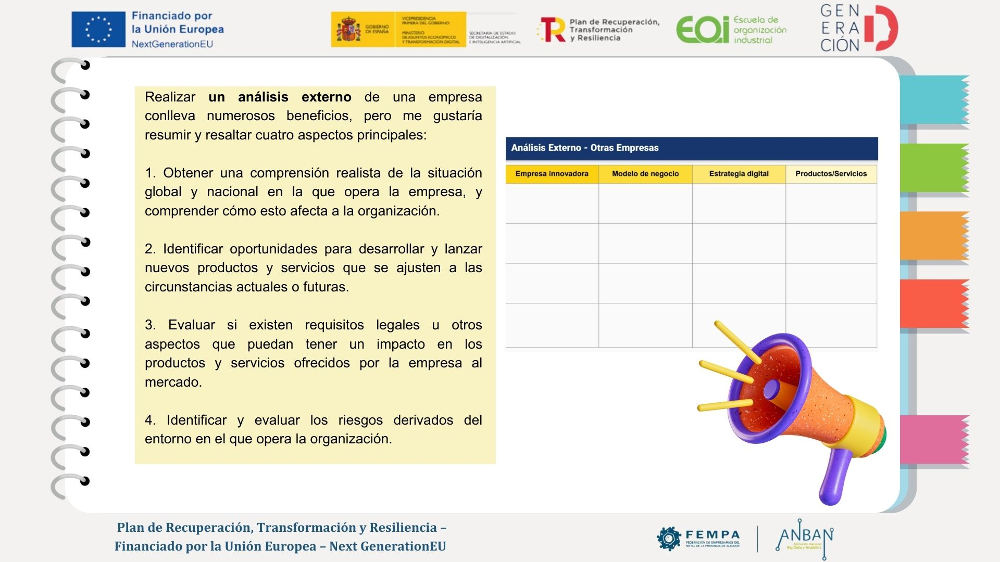 Financiado por
la Unión Europea
NextGenerationEU
GOBIERNO
DE ESPAÑA
VICEPRESIDENCIA
PRIMERA DEL GOBIERNO
MINISTERIO
DE ASUNTOS ECONÓMICOS
Y TRANSFORMACIÓN DIGITAL
SECRETARÍA DE ESTADO
DE DIGITALIZACIÓN
E INTELIGENCIA ARTIFICIAL
Plan de Recuperación,
Transformación
y Resiliencia
EOI
Escuela de
organización
industrial
GEN
ERA
CIÓN
D
Realizar un análisis externo de una empresa
conlleva numerosos beneficios, pero me gustaría
resumir y resaltar cuatro aspectos principales:
1. Obtener una comprensión realista de la situación
global y nacional en la que opera la empresa, y
comprender cómo esto afecta a la organización.
2. Identificar oportunidades para desarrollar y lanzar
nuevos productos y servicios que se ajusten a las
circunstancias actuales o futuras.
3. Evaluar si existen requisitos legales u otros
aspectos que puedan tener un impacto en los
productos y servicios ofrecidos por la empresa al
mercado.
4. Identificar y evaluar los riesgos derivados del
entorno en el que opera la organización.
Análisis Externo - Otras Empresas
Empresa innovadora Modelo de negocio Estrategia digital Productos/Servicios
Plan de Recuperación, Transformación y Resiliencia –
Financiado por la Unión Europea – Next GenerationEU
FEMPA
FEDERACIÓN DE EMPRESARIOS DEL
METAL DE LA PROVINCIA DE ALICANTE
ANBAN
Asociación Nacional
Big Data y Analytics